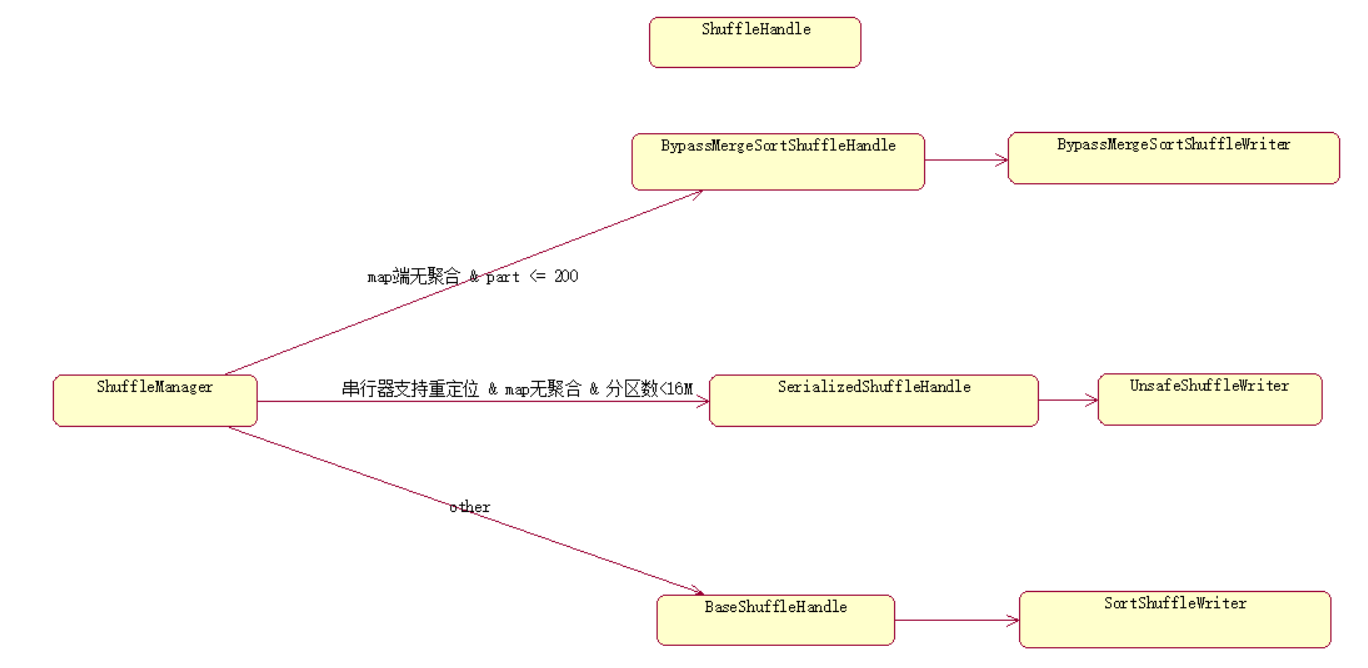 ShuffleHandle
BypassMergeSortShuffleHandle
BypassMergeSortShuffleWriter
map端无聚合 & part <= 200
ShuffleManager
串行器支持重定位 & map无聚合 & 分区数<16M
SerializedShuffleHandle
UnsafeShuffleWriter
other
BaseShuffleHandle
SortShuffleWriter